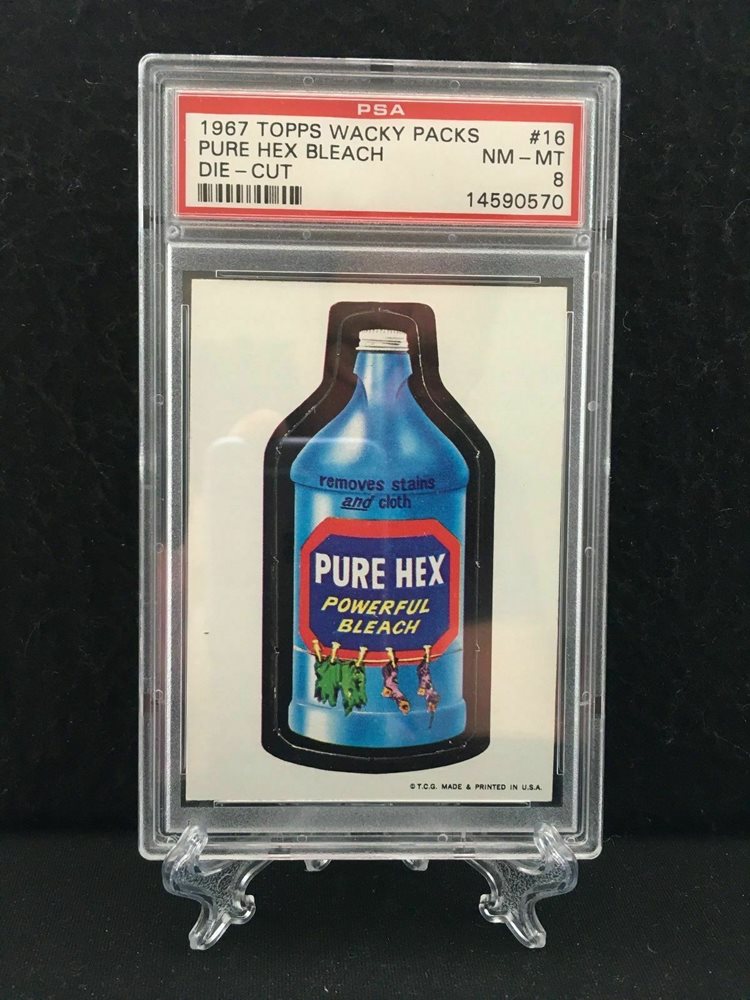 PSA
1967 TOPPS WACKY PACKS #16
PURE HEX BLEACH NM-MT
DIE-CUT 8
14590570
removes stains
and cloth
PURE HEX
POWERFUL
BLEACH
© T.C.G. MADE & PRINTED IN U.S.A.